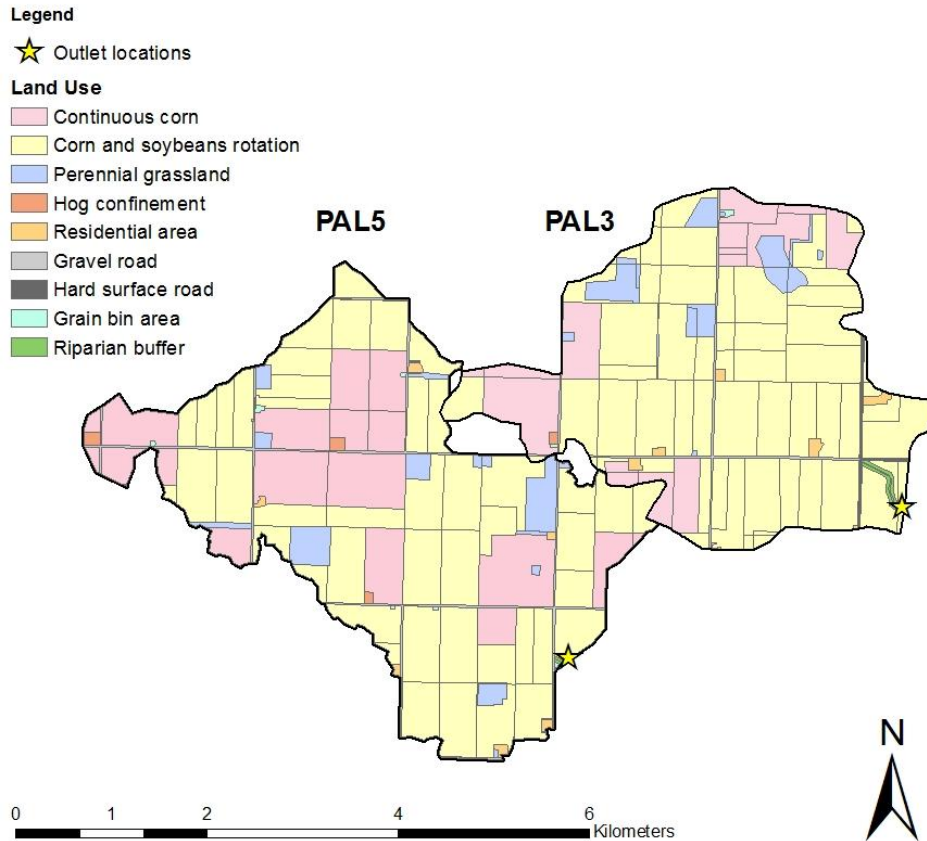 Legend
Outlet locations
Land Use
Continuous corn
Corn and soybeans rotation
Perennial grassland
Hog confinement
Residential area
Gravel road
Hard surface road
Grain bin area
Riparian buffer
PAL5
PAL3
N
0 1 2 4 6
Kilometers